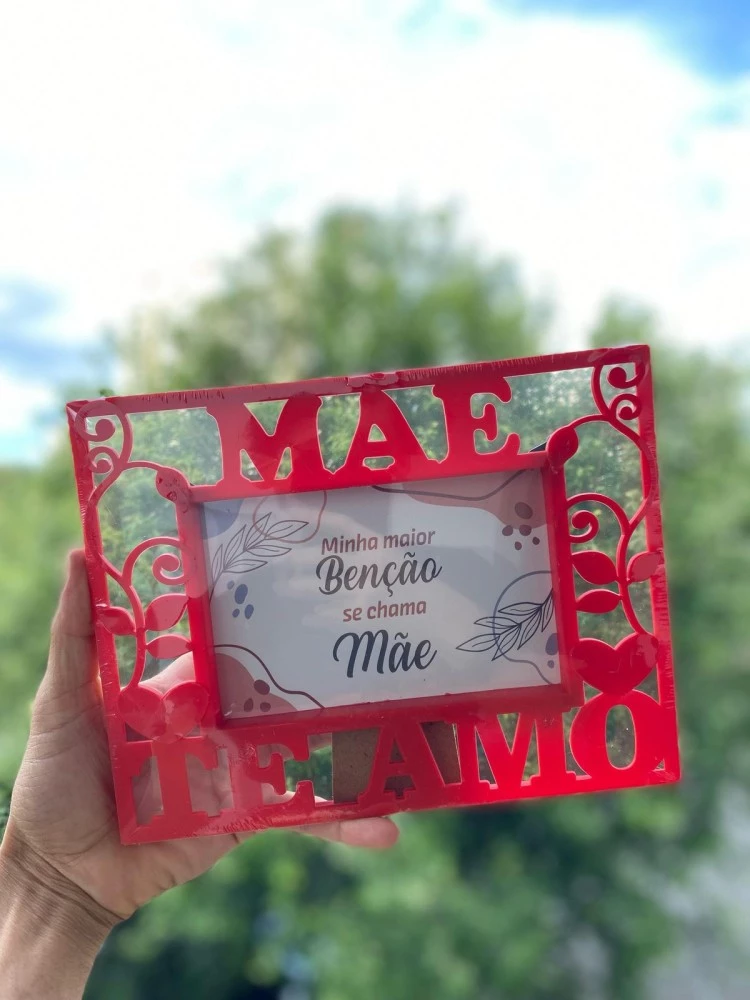 MAE
Minha maior
Benção
se chama
Mãe
TE AMO